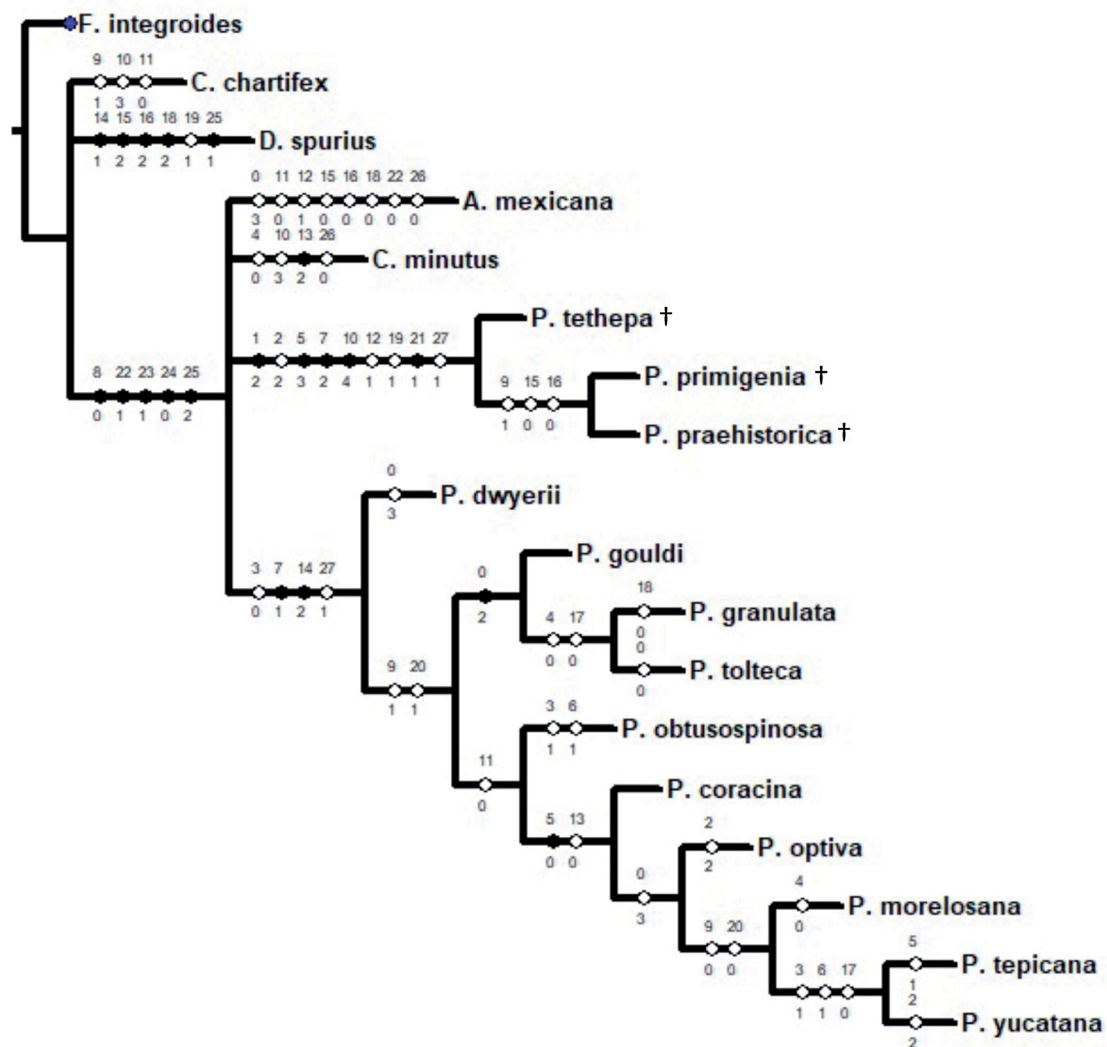 F. integroides
9 10 11
C. chartifex
1 3 0
14 15 16 18 19 25
D. spurius
1 2 2 2 1 1
0 11 12 15 16 18 22 26
A. mexicana
3 0 1 0 0 0 0 0
4 10 13 26
C. minutus
0 3 2 0
P. tethepa †
1 2 5 7 10 12 19 21 27
2 2 3 2 4 1 1 1 1
P. primigenia †
9 15 16
1 0 0
P. praehistorica †
8 22 23 24 25
0 1 1 0 2
0
P. dwyerii
3
P. gouldi
3 7 14 27
0 1 2 1
0
2
18
P. granulata
0
4 17
0 0
0
P. tolteca
0
9 20
1 1
3 6
P. obtusospinosa
1 1
11
0
P. coracina
5 13
0 0
2
P. optiva
2
0
3
4
P. morelosana
0
9 20
0 0
5
P. tepicana
1
3 6 17
1 1 0
2
P. yucatana
2